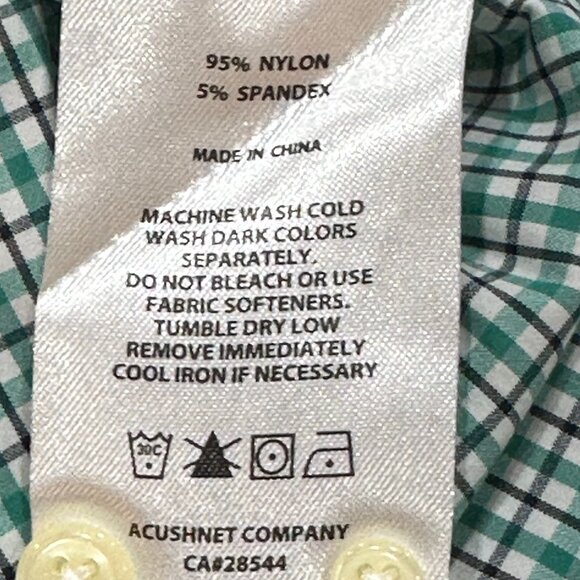 95% NYLON
5% SPANDEX
MADE IN CHINA
MACHINE WASH COLD
WASH DARK COLORS
SEPARATELY.
DO NOT BLEACH OR USE
FABRIC SOFTENERS.
TUMBLE DRY LOW
REMOVE IMMEDIATELY
COOL IRON IF NECESSARY
30C
ACUSHNET COMPANY
CA#28544